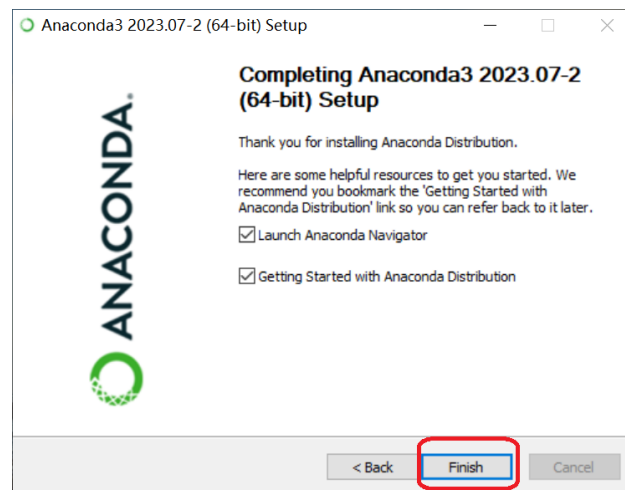 Anaconda3 2023.07-2 (64-bit) Setup
ANACONDA.
Completing Anaconda3 2023.07-2
(64-bit) Setup
Thank you for installing Anaconda Distribution.
Here are some helpful resources to get you started. We
recommend you bookmark the 'Getting Started with
Anaconda Distribution' link so you can refer back to it later.
Launch Anaconda Navigator
Getting Started with Anaconda Distribution
< Back Finish Cancel